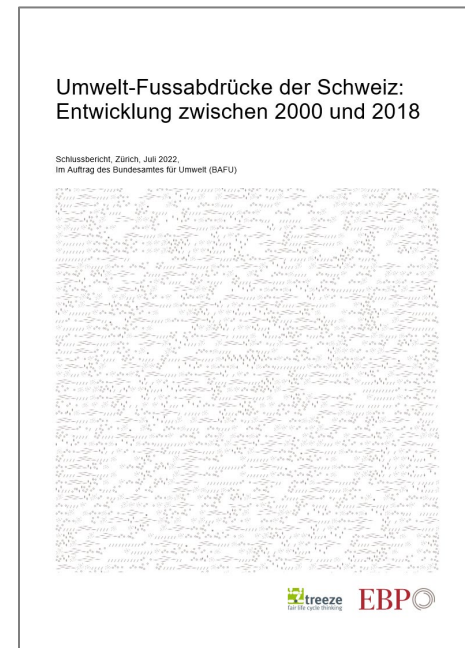 Umwelt-Fussabdrücke der Schweiz:
Entwicklung zwischen 2000 und 2018
Schlussbericht, Zürich, Juli 2022,
Im Auftrag des Bundesamtes für Umwelt (BAFU)
treeze
fair life cycle thinking
EBP